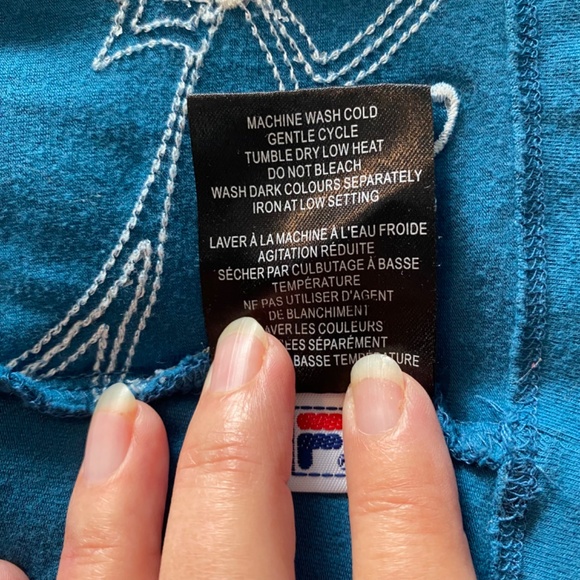 MACHINE WASH COLD
GENTLE CYCLE
TUMBLE DRY LOW HEAT
DO NOT BLEACH
WASH DARK COLOURS SEPARATELY
IRON AT LOW SETTING
LAVER À LA MACHINE À L'EAU FROIDE
AGITATION RÉDUITE
SÉCHER PAR CULBUTAGE À BASSE
TEMPÉRATURE
NE PAS UTILISER D'AGENT
DE BLANCHIMENT
AVER LES COULEURS
ÉES SÉPARÉMENT
BASSE TEMPÉRATURE